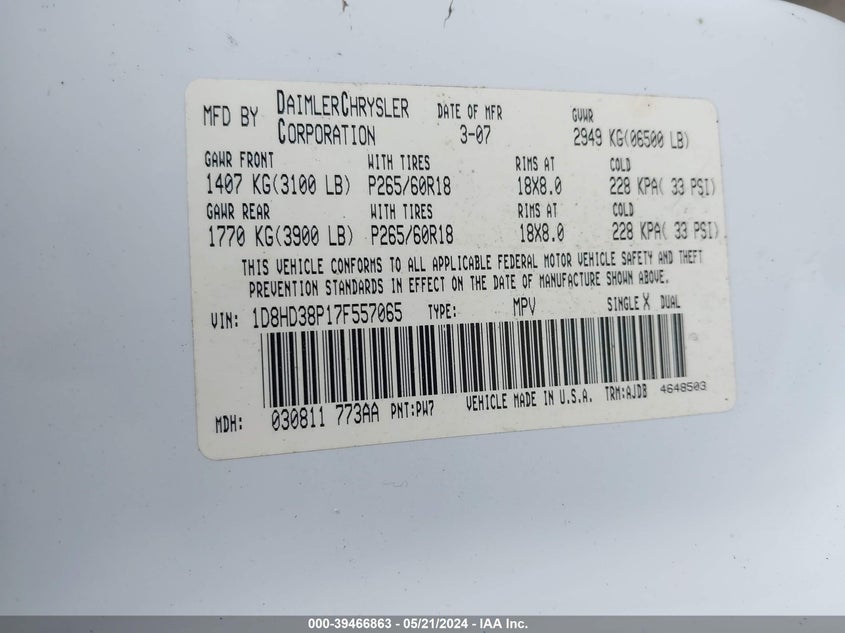 MFD BY DAIMLERCHRYSLER CORPORATION DATE OF MFR 3-07 GVWR 2949 KG(06500 LB)
GAWR FRONT WITH TIRES RIMS AT COLD
1407 KG(3100 LB) P265/60R18 18X8.0 228 KPA( 33 PSI)
GAWR REAR WITH TIRES RIMS AT COLD
1770 KG(3900 LB) P265/60R18 18X8.0 228 KPA( 33 PSI)
THIS VEHICLE CONFORMS TO ALL APPLICABLE FEDERAL MOTOR VEHICLE SAFETY AND THEFT
PREVENTION STANDARDS IN EFFECT ON THE DATE OF MANUFACTURE SHOWN ABOVE.
VIN: 1D8HD38P17F557065 TYPE: MPV SINGLE X DUAL
MDH: 030811 773AA PNT:PW7 VEHICLE MADE IN U.S.A. TRM:AJDB 4648503
000-39466863 - 05/21/2024 - IAA Inc.